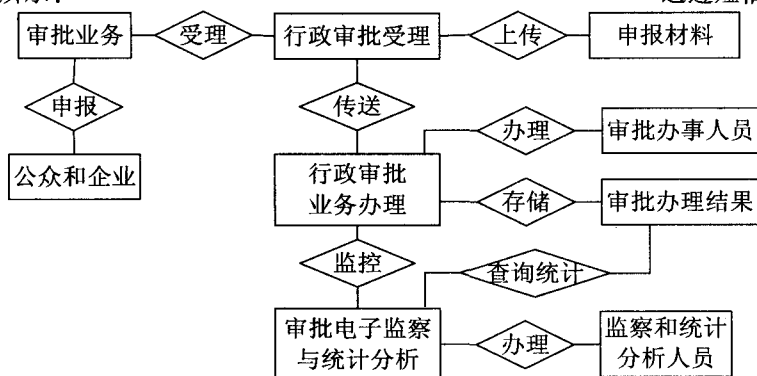 审批业务 受理 行政审批受理 上传 申报材料
申报 传送
办理 审批办事人员
公众和企业 行政审批
业务办理
存储 审批办理结果
监控 查询统计
审批电子监察
与统计分析
办理 监察和统计
分析人员